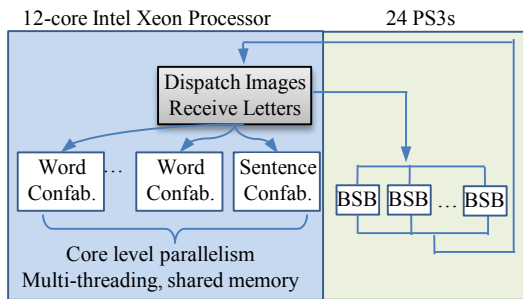 12-core Intel Xeon Processor
24 PS3s
Dispatch Images
Receive Letters
Word
Confab.
...
Word
Confab.
Sentence
Confab.
BSB
BSB
...
BSB
Core level parallelism
Multi-threading, shared memory